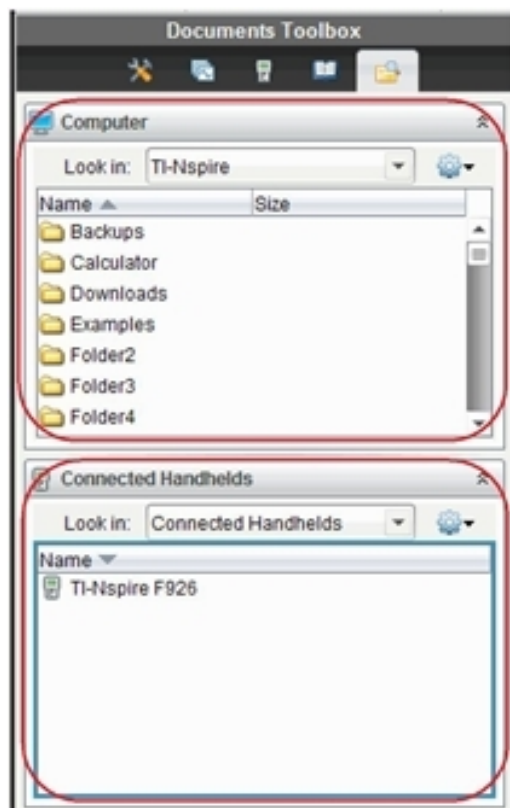 Documents Toolbox
Computer
Look in: TI-Nspire
Name Size
Backups
Calculator
Downloads
Examples
Folder2
Folder3
Folder4
Connected Handhelds
Look in: Connected Handhelds
Name
TI-Nspire F926